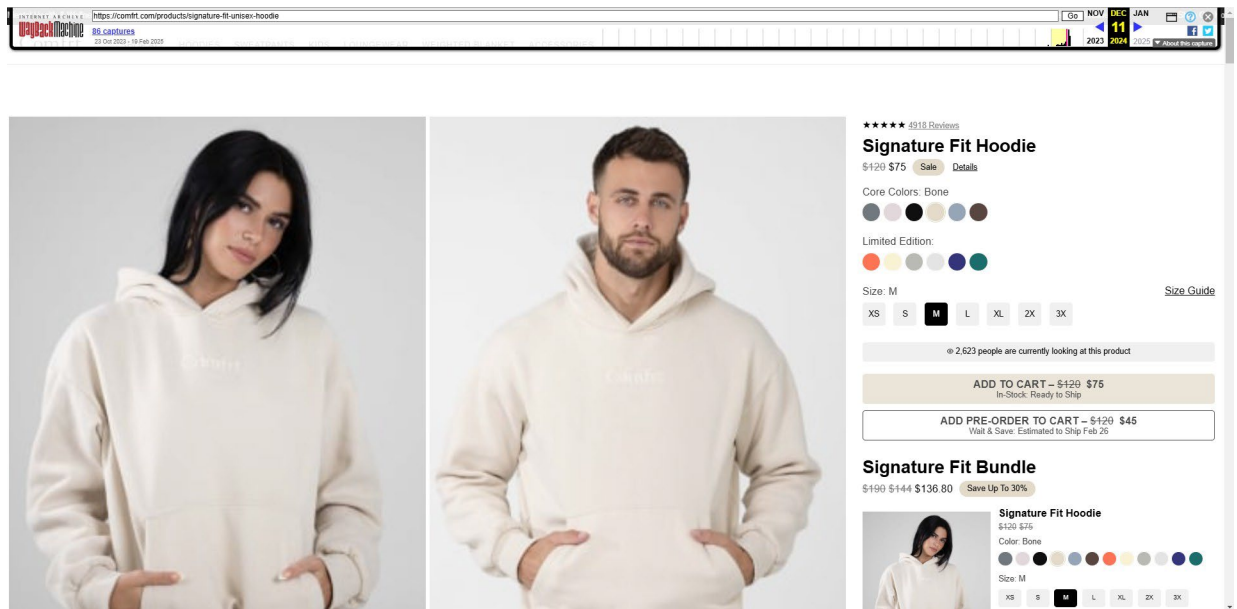 INTERNET ARCHIVE
WayBackMachine
https://comfrt.com/products/signature-fit-unisex-hoodie
Go
NOV DEC JAN
86 captures
11
23 Oct 2023 - 19 Feb 2025
2023 2024 2025
About this capture
★★★★★ 4918 Reviews
Signature Fit Hoodie
$120 $75 Sale Details
Core Colors: Bone
Limited Edition:
Size: M Size Guide
XS S M L XL 2X 3X
2,623 people are currently looking at this product
ADD TO CART – $120 $75
In-Stock: Ready to Ship
ADD PRE-ORDER TO CART – $120 $45
Wait & Save: Estimated to Ship Feb 26
Signature Fit Bundle
$190 $144 $136.80 Save Up To 30%
Signature Fit Hoodie
$120 $75
Color: Bone
Size: M
XS S M L XL 2X 3X